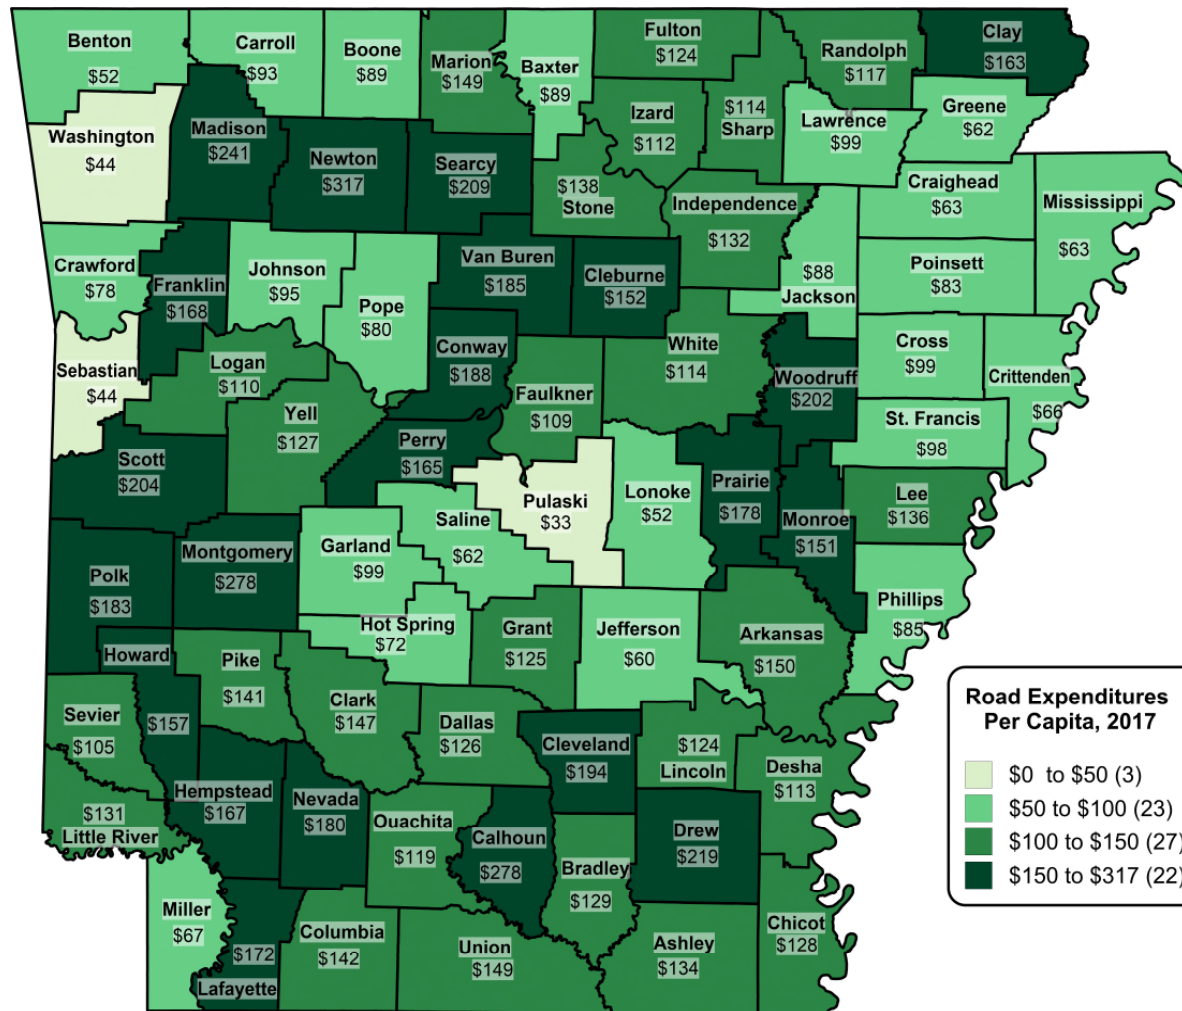 Benton
$52
Carroll
$93
Boone
$89
Marion
$149
Baxter
$89
Fulton
$124
Randolph
$117
Clay
$163
Washington
$44
Madison
$241
Newton
$317
Searcy
$209
$138
Stone
Izard
$112
$114
Sharp
Lawrence
$99
Greene
$62
Independence
$132
Craighead
$63
Mississippi
$63
Crawford
$78
Franklin
$168
Johnson
$95
Pope
$80
Van Buren
$185
Cleburne
$152
$88
Jackson
Poinsett
$83
Sebastian
$44
Logan
$110
Yell
$127
Conway
$188
Faulkner
$109
White
$114
Woodruff
$202
Cross
$99
Crittenden
$66
Scott
$204
Perry
$165
Pulaski
$33
Lonoke
$52
Prairie
$178
Monroe
$151
St. Francis
$98
Lee
$136
Polk
$183
Montgomery
$278
Garland
$99
Saline
$62
Hot Spring
$72
Grant
$125
Jefferson
$60
Arkansas
$150
Phillips
$85
Howard
$157
Pike
$141
Clark
$147
Dallas
$126
Cleveland
$194
$124
Lincoln
Desha
$113
Sevier
$105
$131
Little River
Hempstead
$167
Nevada
$180
Ouachita
$119
Calhoun
$278
Bradley
$129
Drew
$219
Miller
$67
$172
Lafayette
Columbia
$142
Union
$149
Ashley
$134
Chicot
$128
Road Expenditures
Per Capita, 2017
$0 to $50 (3)
$50 to $100 (23)
$100 to $150 (27)
$150 to $317 (22)